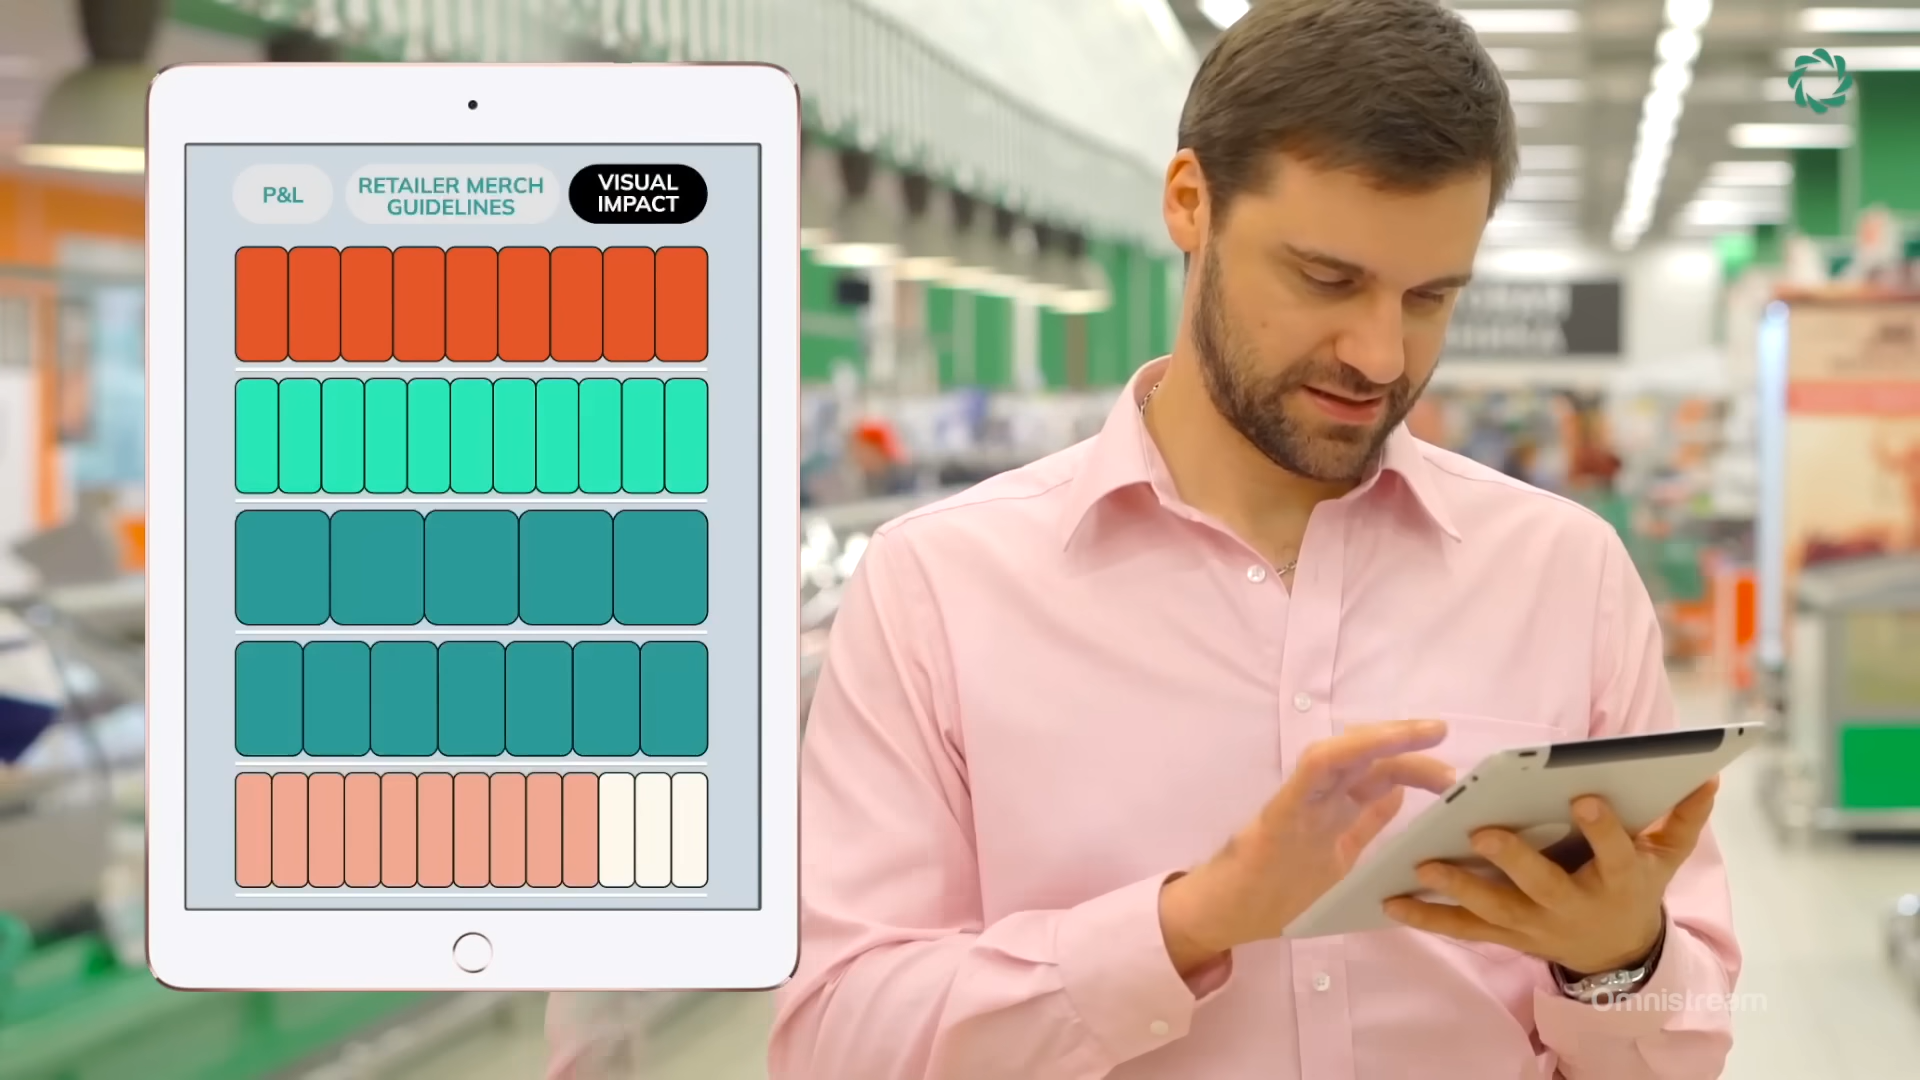 P&L
RETAILER MERCH
GUIDELINES
VISUAL
IMPACT
Omnistream